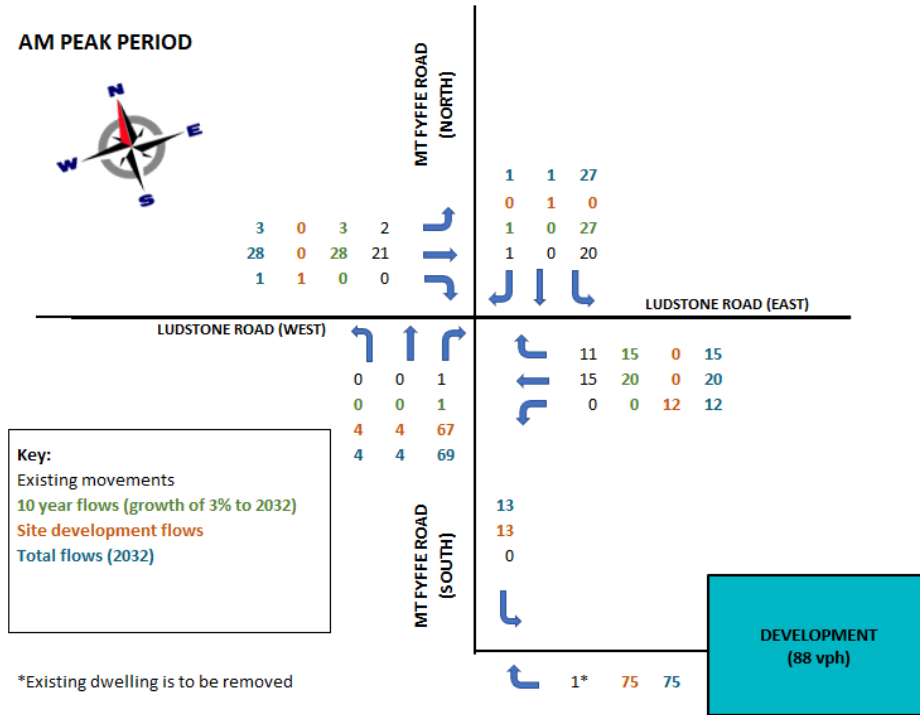 AM PEAK PERIOD
N
E
W
S
MT FYFFE ROAD
(NORTH)
1 1 27
0 1 0
1 0 27
1 0 20
3 0 3 2
28 0 28 21
1 1 0 0
LUDSTONE ROAD (EAST)
LUDSTONE ROAD (WEST)
11 15 0 15
15 20 0 20
0 0 12 12
0 0 1
0 0 1
4 4 67
4 4 69
Key:
Existing movements
10 year flows (growth of 3% to 2032)
Site development flows
Total flows (2032)
MT FYFFE ROAD
(SOUTH)
13
13
0
DEVELOPMENT
(88 vph)
*Existing dwelling is to be removed
1* 75 75